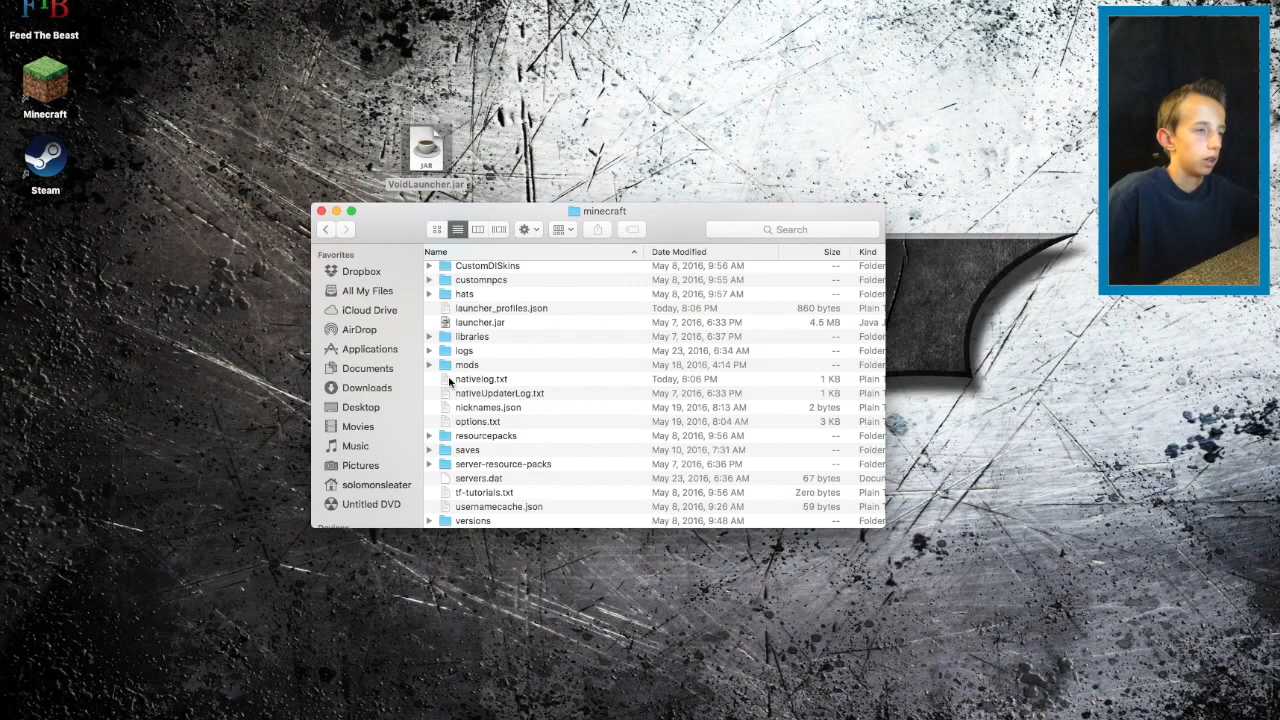 FTB
Feed The Beast
Minecraft
Steam
JAR
VoidLauncher.jar
minecraft
Search
Favorites
Dropbox
All My Files
iCloud Drive
AirDrop
Applications
Documents
Downloads
Desktop
Movies
Music
Pictures
solomonsleater
Untitled DVD
Name Date Modified Size Kind
CustomDISkins May 8, 2016, 9:56 AM -- Folder
customnpcs May 8, 2016, 9:55 AM -- Folder
hats May 8, 2016, 9:57 AM -- Folder
launcher_profiles.json Today, 8:06 PM 860 bytes Plain T
launcher.jar May 7, 2016, 6:33 PM 4.5 MB Java J
libraries May 7, 2016, 6:37 PM -- Folder
logs May 23, 2016, 6:34 AM -- Folder
mods May 18, 2016, 4:14 PM -- Folder
nativelog.txt Today, 8:06 PM 1 KB Plain T
nativeUpdaterLog.txt May 7, 2016, 6:33 PM 1 KB Plain T
nicknames.json May 19, 2016, 8:13 AM 2 bytes Plain T
options.txt May 19, 2016, 8:04 AM 3 KB Plain T
resourcepacks May 8, 2016, 9:56 AM -- Folder
saves May 10, 2016, 7:31 AM -- Folder
server-resource-packs May 7, 2016, 6:36 PM -- Folder
servers.dat May 23, 2016, 6:36 AM 67 bytes Docun
tf-tutorials.txt May 8, 2016, 9:56 AM Zero bytes Plain T
usernamecache.json May 8, 2016, 9:26 AM 59 bytes Plain T
versions May 8, 2016, 9:48 AM -- Folder